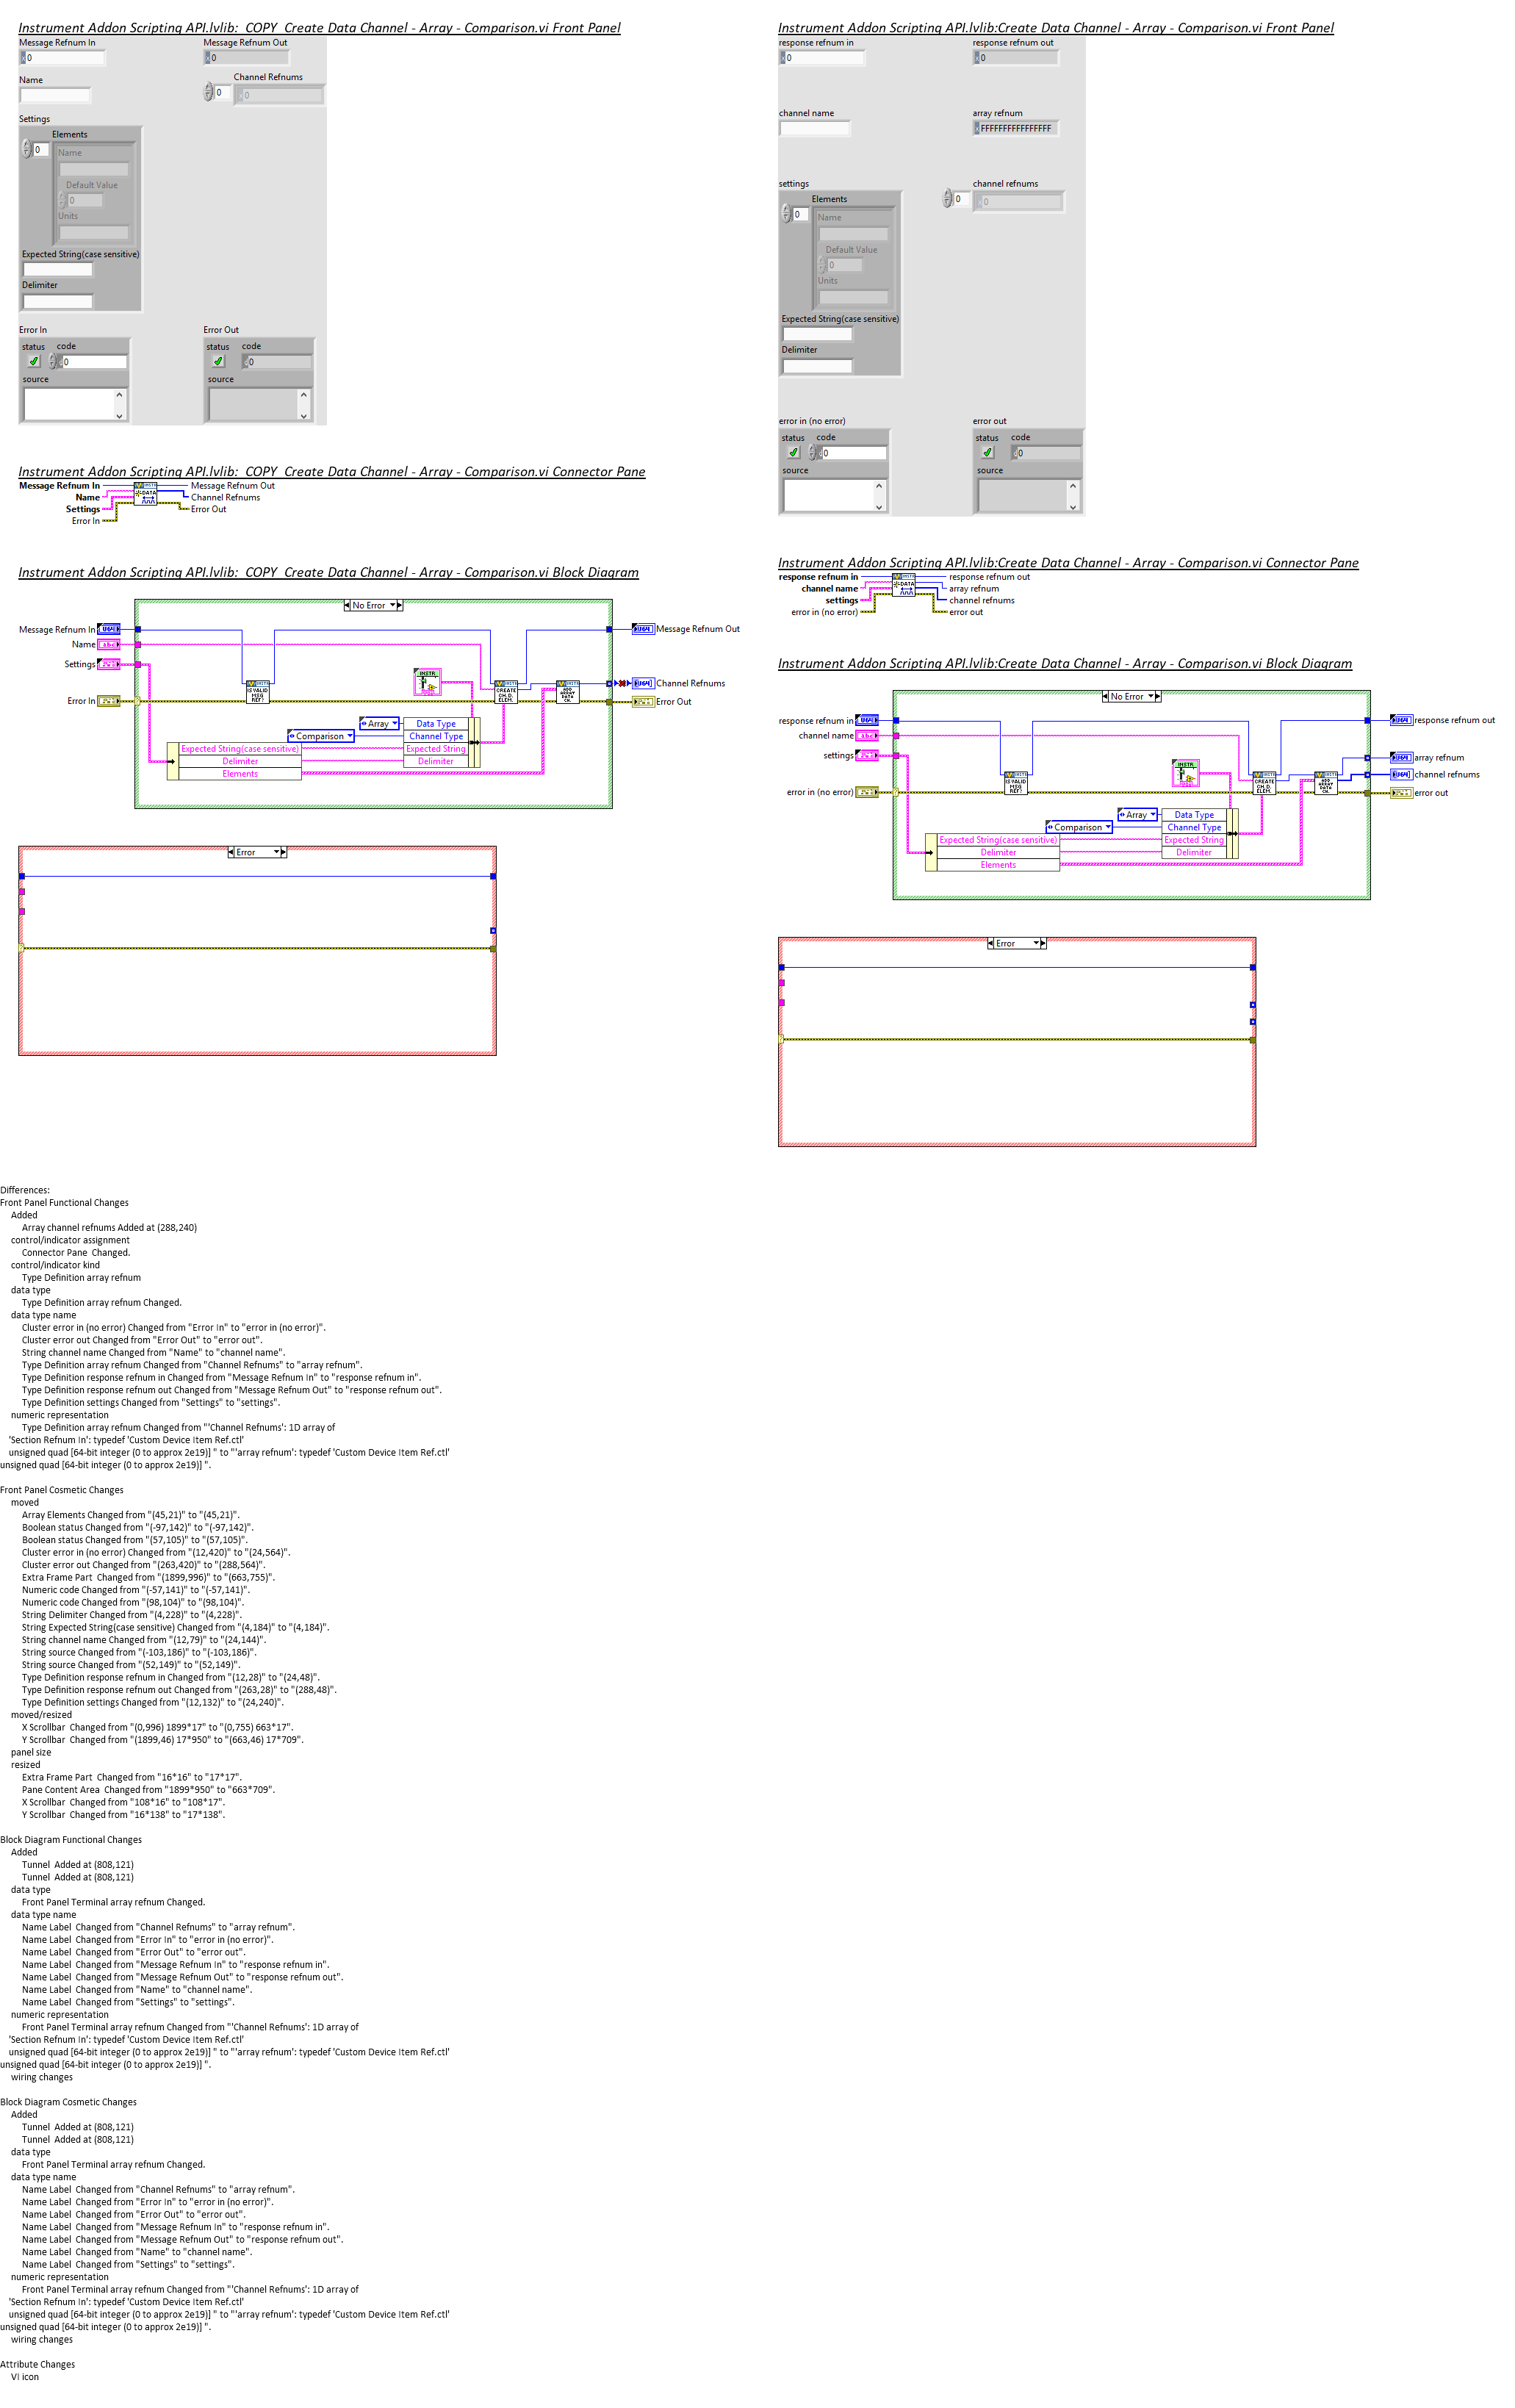 Instrument Addon Scripting API.lvlib:  COPY  Create Data Channel - Array - Comparison.vi Front Panel
Message Refnum In
Message Refnum Out
0
0
Name
Channel Refnums
0
0
Settings
Elements
0
Name
Default Value
0
Units
Expected String(case sensitive)
Delimiter
Error In
Error Out
status code
status code
0
0
source
source
Instrument Addon Scripting API.lvlib:  COPY  Create Data Channel - Array - Comparison.vi Connector Pane
Message Refnum In
Message Refnum Out
Name
Channel Refnums
Settings
Error Out
Error In
Instrument Addon Scripting API.lvlib:  COPY  Create Data Channel - Array - Comparison.vi Block Diagram
No Error
Message Refnum In
Message Refnum Out
Name
Settings
INSTR
IS VALID MSG REF?
CREATE CH. D. ELEM.
ADD ARRAY DATA CH.
Channel Refnums
Error In
Error Out
Array
Data Type
Comparison
Channel Type
Expected String(case sensitive)
Expected String
Delimiter
Delimiter
Elements
Error
Instrument Addon Scripting API.lvlib:Create Data Channel - Array - Comparison.vi Front Panel
response refnum in
response refnum out
0
0
channel name
array refnum
FFFFFFFFFFFFFFFF
settings
channel refnums
Elements
0
0
0
Name
Default Value
0
Units
Expected String(case sensitive)
Delimiter
error in (no error)
error out
status code
status code
0
0
source
source
Instrument Addon Scripting API.lvlib:Create Data Channel - Array - Comparison.vi Connector Pane
response refnum in
response refnum out
channel name
array refnum
settings
channel refnums
error in (no error)
error out
Instrument Addon Scripting API.lvlib:Create Data Channel - Array - Comparison.vi Block Diagram
No Error
response refnum in
response refnum out
channel name
settings
array refnum
INSTR
IS VALID MSG REF?
CREATE CH. D. ELEM.
ADD ARRAY DATA CH.
channel refnums
error in (no error)
error out
Array
Data Type
Comparison
Channel Type
Expected String(case sensitive)
Expected String
Delimiter
Delimiter
Elements
Error
Differences:
Front Panel Functional Changes
Added
Array channel refnums Added at (288,240)
control/indicator assignment
Connector Pane  Changed.
control/indicator kind
Type Definition array refnum
data type
Type Definition array refnum Changed.
data type name
Cluster error in (no error) Changed from "Error In" to "error in (no error)".
Cluster error out Changed from "Error Out" to "error out".
String channel name Changed from "Name" to "channel name".
Type Definition array refnum Changed from "Channel Refnums" to "array refnum".
Type Definition response refnum in Changed from "Message Refnum In" to "response refnum in".
Type Definition response refnum out Changed from "Message Refnum Out" to "response refnum out".
Type Definition settings Changed from "Settings" to "settings".
numeric representation
Type Definition array refnum Changed from "'Channel Refnums': 1D array of
'Section Refnum In': typedef 'Custom Device Item Ref.ctl'
unsigned quad [64-bit integer (0 to approx 2e19)] " to "'array refnum': typedef 'Custom Device Item Ref.ctl'
unsigned quad [64-bit integer (0 to approx 2e19)] ".
Front Panel Cosmetic Changes
moved
Array Elements Changed from "(45,21)" to "(45,21)".
Boolean status Changed from "(-97,142)" to "(-97,142)".
Boolean status Changed from "(57,105)" to "(57,105)".
Cluster error in (no error) Changed from "(12,420)" to "(24,564)".
Cluster error out Changed from "(263,420)" to "(288,564)".
Extra Frame Part  Changed from "(1899,996)" to "(663,755)".
Numeric code Changed from "(-57,141)" to "(-57,141)".
Numeric code Changed from "(98,104)" to "(98,104)".
String Delimiter Changed from "(4,228)" to "(4,228)".
String Expected String(case sensitive) Changed from "(4,184)" to "(4,184)".
String channel name Changed from "(12,79)" to "(24,144)".
String source Changed from "(-103,186)" to "(-103,186)".
String source Changed from "(52,149)" to "(52,149)".
Type Definition response refnum in Changed from "(12,28)" to "(24,48)".
Type Definition response refnum out Changed from "(263,28)" to "(288,48)".
Type Definition settings Changed from "(12,132)" to "(24,240)".
moved/resized
X Scrollbar  Changed from "(0,996) 1899*17" to "(0,755) 663*17".
Y Scrollbar  Changed from "(1899,46) 17*950" to "(663,46) 17*709".
panel size
resized
Extra Frame Part  Changed from "16*16" to "17*17".
Pane Content Area  Changed from "1899*950" to "663*709".
X Scrollbar  Changed from "108*16" to "108*17".
Y Scrollbar  Changed from "16*138" to "17*138".
Block Diagram Functional Changes
Added
Tunnel  Added at (808,121)
Tunnel  Added at (808,121)
data type
Front Panel Terminal array refnum Changed.
data type name
Name Label  Changed from "Channel Refnums" to "array refnum".
Name Label  Changed from "Error In" to "error in (no error)".
Name Label  Changed from "Error Out" to "error out".
Name Label  Changed from "Message Refnum In" to "response refnum in".
Name Label  Changed from "Message Refnum Out" to "response refnum out".
Name Label  Changed from "Name" to "channel name".
Name Label  Changed from "Settings" to "settings".
numeric representation
Front Panel Terminal array refnum Changed from "'Channel Refnums': 1D array of
'Section Refnum In': typedef 'Custom Device Item Ref.ctl'
unsigned quad [64-bit integer (0 to approx 2e19)] " to "'array refnum': typedef 'Custom Device Item Ref.ctl'
unsigned quad [64-bit integer (0 to approx 2e19)] ".
wiring changes
Block Diagram Cosmetic Changes
Added
Tunnel  Added at (808,121)
Tunnel  Added at (808,121)
data type
Front Panel Terminal array refnum Changed.
data type name
Name Label  Changed from "Channel Refnums" to "array refnum".
Name Label  Changed from "Error In" to "error in (no error)".
Name Label  Changed from "Error Out" to "error out".
Name Label  Changed from "Message Refnum In" to "response refnum in".
Name Label  Changed from "Message Refnum Out" to "response refnum out".
Name Label  Changed from "Name" to "channel name".
Name Label  Changed from "Settings" to "settings".
numeric representation
Front Panel Terminal array refnum Changed from "'Channel Refnums': 1D array of
'Section Refnum In': typedef 'Custom Device Item Ref.ctl'
unsigned quad [64-bit integer (0 to approx 2e19)] " to "'array refnum': typedef 'Custom Device Item Ref.ctl'
unsigned quad [64-bit integer (0 to approx 2e19)] ".
wiring changes
Attribute Changes
VI icon